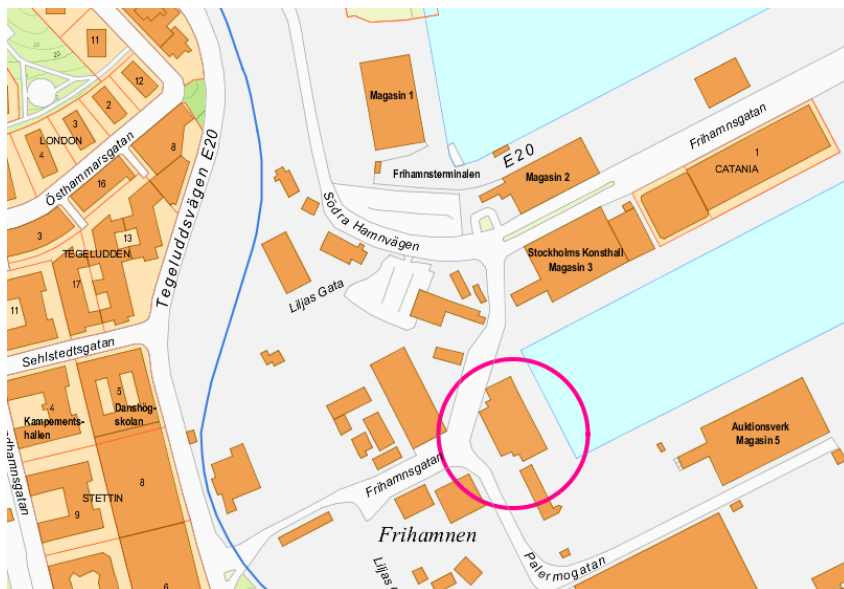 11
12
2
3
LONDON
4
8
Östhammarsgatan
16
3
13
TEGELUDDEN
17
11
Tegeluddsvägen E20
Sehlstedtsgatan
4
Kampements-
hallen
5
Danshög-
skolan
STETTIN
8
9
6
Magasin 1
Frihamnsterminalen
E20
Magasin 2
Frihamnsgatan
1
CATANIA
Södra Hamnvägen
Stockholms Konsthall
Magasin 3
Liljas Gata
Auktionsverk
Magasin 5
Frihamnsgatan
Frihamnen
Palermogatan
Liljas